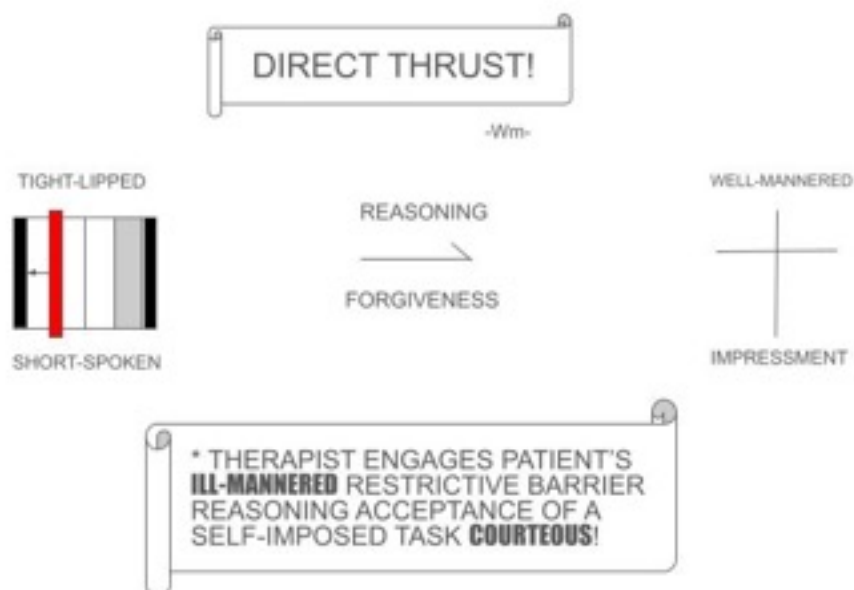 DIRECT THRUST!
-Wm-
TIGHT-LIPPED
SHORT-SPOKEN
REASONING
FORGIVENESS
WELL-MANNERED
IMPRESSMENT
* THERAPIST ENGAGES PATIENT'S
ILL-MANNERED RESTRICTIVE BARRIER
REASONING ACCEPTANCE OF A
SELF-IMPOSED TASK COURTEOUS!